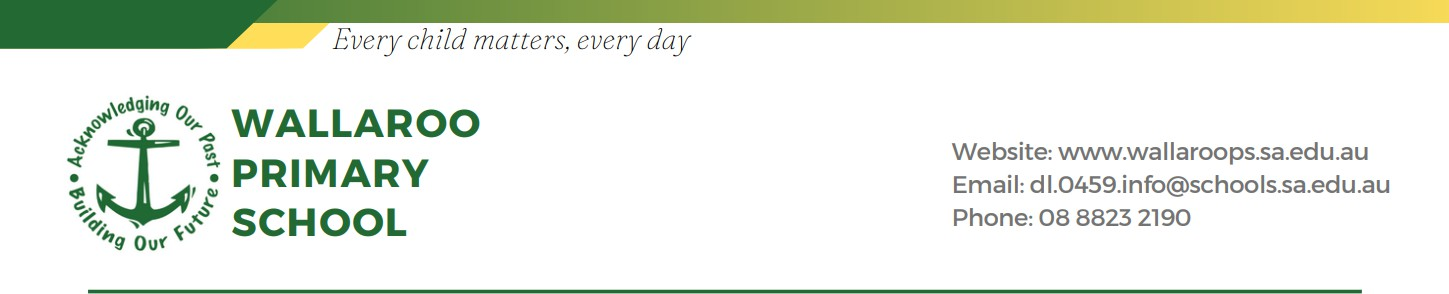 Every child matters, every day
Acknowledging Our Past
Building Our Future
WALLAROO
PRIMARY
SCHOOL
Website: www.wallaroops.sa.edu.au
Email: dl.0459.info@schools.sa.edu.au
Phone: 08 8823 2190